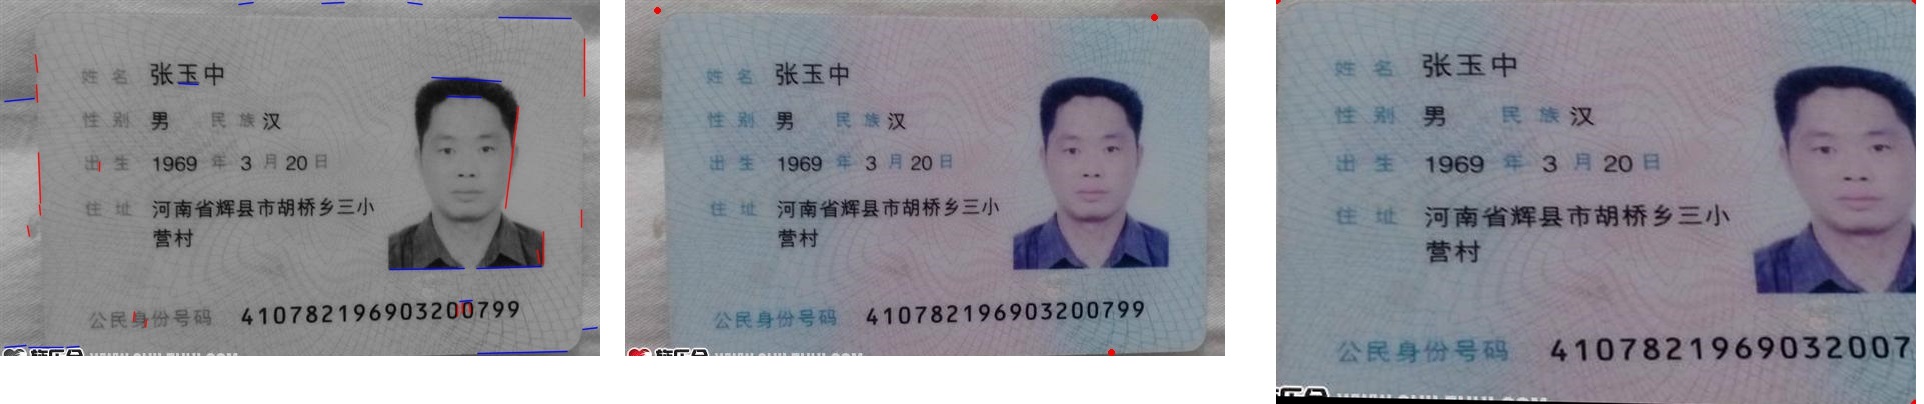 姓名 张玉中
性别 男 民族 汉
出生 1969 年 3 月 20 日
住址 河南省辉县市胡桥乡三小
营村
公民身份号码 410782196903200799
姓名 张玉中
性别 男 民族 汉
出生 1969 年 3 月 20 日
住址 河南省辉县市胡桥乡三小
营村
公民身份号码 410782196903200799
姓名 张玉中
性别 男 民族 汉
出生 1969 年 3 月 20 日
住址 河南省辉县市胡桥乡三小
营村
公民身份号码 4107821969032007